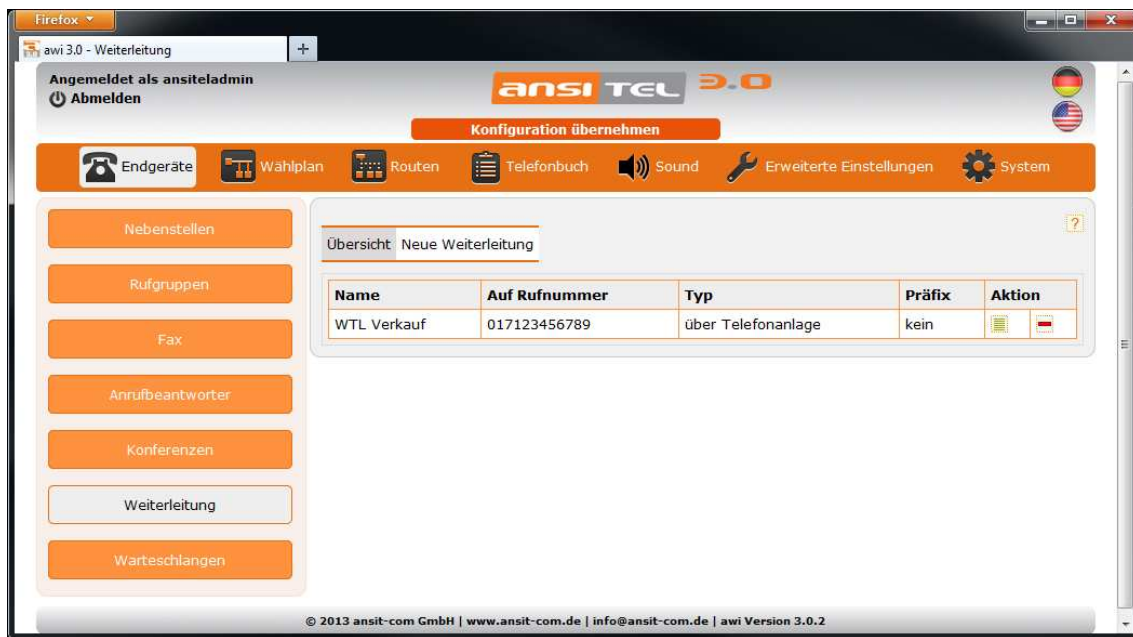 Firefox
awi 3.0 - Weiterleitung
Angemeldet als ansiteladmin
Abmelden
ansi TEL 3.0
Konfiguration übernehmen
Endgeräte Wählplan Routen Telefonbuch Sound Erweiterte Einstellungen System
Nebenstellen
Rufgruppen
Fax
Anrufbeantworter
Konferenzen
Weiterleitung
Warteschlangen
?
Übersicht Neue Weiterleitung
Name Auf Rufnummer Typ Präfix Aktion
WTL Verkauf 017123456789 über Telefonanlage kein
© 2013 ansit-com GmbH | www.ansit-com.de | info@ansit-com.de | awi Version 3.0.2